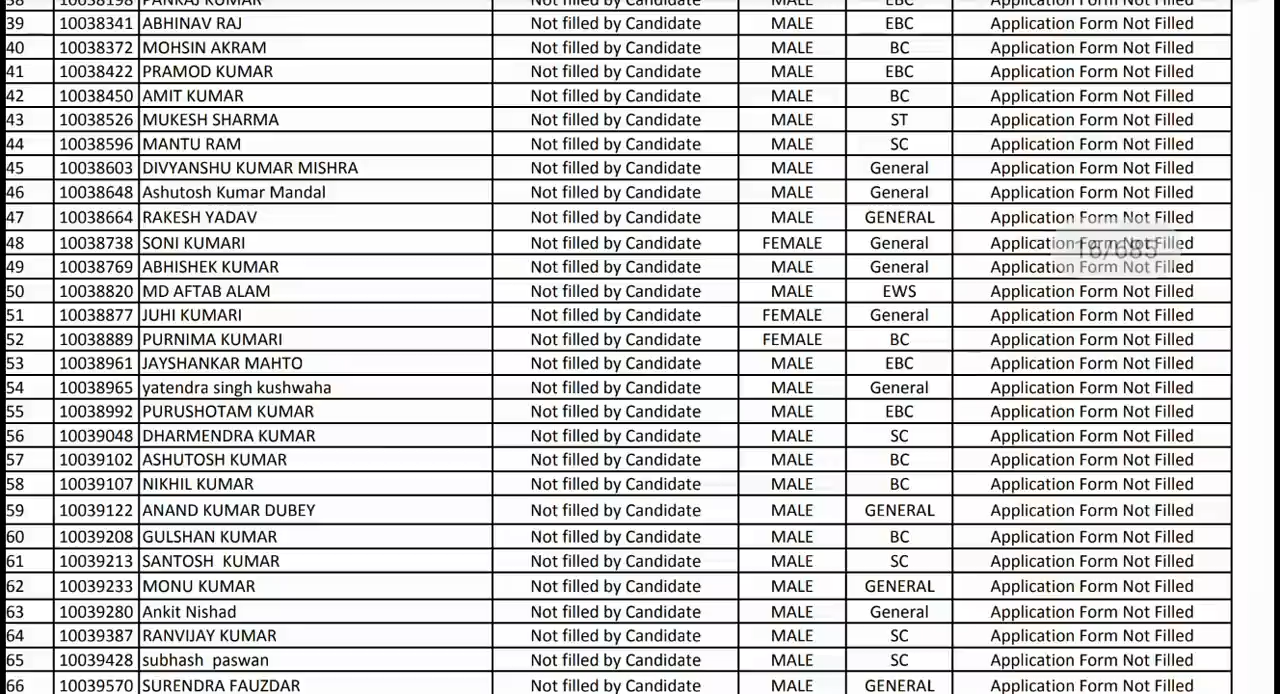 38 10038198 PANKAJ KUMAR MALE EBC
39 10038341 ABHINAV RAJ Not filled by Candidate MALE EBC Application Form Not Filled
40 10038372 MOHSIN AKRAM Not filled by Candidate MALE BC Application Form Not Filled
41 10038422 PRAMOD KUMAR Not filled by Candidate MALE EBC Application Form Not Filled
42 10038450 AMIT KUMAR Not filled by Candidate MALE BC Application Form Not Filled
43 10038526 MUKESH SHARMA Not filled by Candidate MALE ST Application Form Not Filled
44 10038596 MANTU RAM Not filled by Candidate MALE SC Application Form Not Filled
45 10038603 DIVYANSHU KUMAR MISHRA Not filled by Candidate MALE General Application Form Not Filled
46 10038648 Ashutosh Kumar Mandal Not filled by Candidate MALE General Application Form Not Filled
47 10038664 RAKESH YADAV Not filled by Candidate MALE GENERAL Application Form Not Filled
48 10038738 SONI KUMARI Not filled by Candidate FEMALE General Application Form Not Filled
16/685
49 10038769 ABHISHEK KUMAR Not filled by Candidate MALE General Application Form Not Filled
50 10038820 MD AFTAB ALAM Not filled by Candidate MALE EWS Application Form Not Filled
51 10038877 JUHI KUMARI Not filled by Candidate FEMALE General Application Form Not Filled
52 10038889 PURNIMA KUMARI Not filled by Candidate FEMALE BC Application Form Not Filled
53 10038961 JAYSHANKAR MAHTO Not filled by Candidate MALE EBC Application Form Not Filled
54 10038965 yatendra singh kushwaha Not filled by Candidate MALE General Application Form Not Filled
55 10038992 PURUSHOTAM KUMAR Not filled by Candidate MALE EBC Application Form Not Filled
56 10039048 DHARMENDRA KUMAR Not filled by Candidate MALE SC Application Form Not Filled
57 10039102 ASHUTOSH KUMAR Not filled by Candidate MALE BC Application Form Not Filled
58 10039107 NIKHIL KUMAR Not filled by Candidate MALE BC Application Form Not Filled
59 10039122 ANAND KUMAR DUBEY Not filled by Candidate MALE GENERAL Application Form Not Filled
60 10039208 GULSHAN KUMAR Not filled by Candidate MALE BC Application Form Not Filled
61 10039213 SANTOSH KUMAR Not filled by Candidate MALE SC Application Form Not Filled
62 10039233 MONU KUMAR Not filled by Candidate MALE GENERAL Application Form Not Filled
63 10039280 Ankit Nishad Not filled by Candidate MALE General Application Form Not Filled
64 10039387 RANVIJAY KUMAR Not filled by Candidate MALE SC Application Form Not Filled
65 10039428 subhash paswan Not filled by Candidate MALE SC Application Form Not Filled
66 10039570 SURENDRA FAUZDAR Not filled by Candidate MALE GENERAL Application Form Not Filled